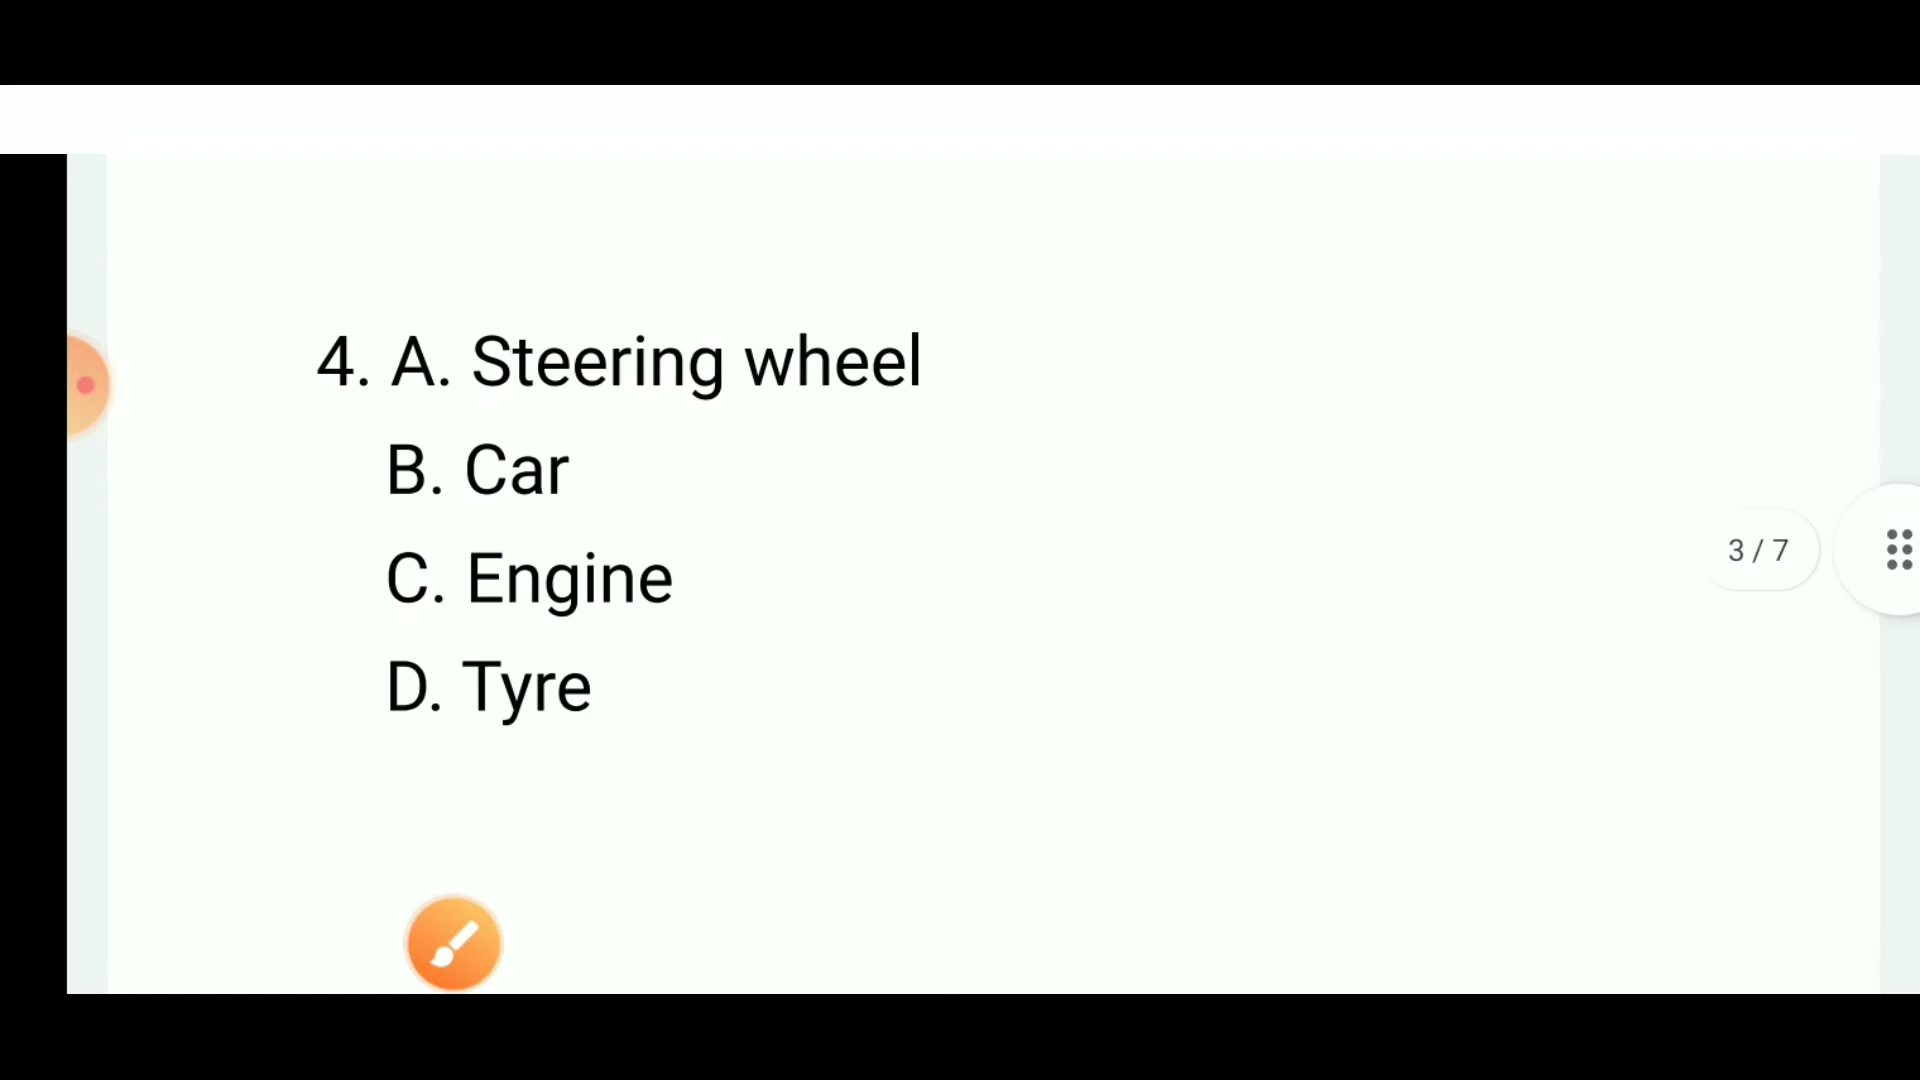 4. A. Steering wheel
B. Car
C. Engine
D. Tyre
3 / 7